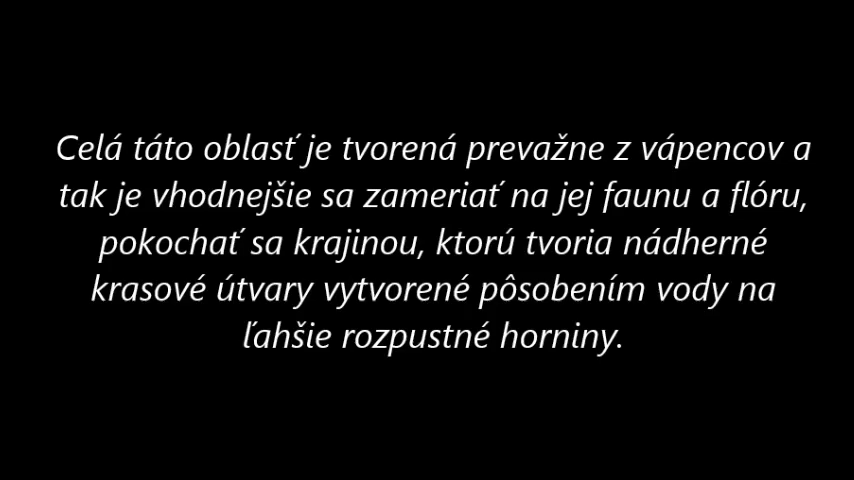 Celá táto oblasť je tvorená prevažne z vápencov a
tak je vhodnejšie sa zameriať na jej faunu a flóru,
pokochať sa krajinou, ktorú tvoria nádherné
krasové útvary vytvorené pôsobením vody na
ľahšie rozpustné horniny.